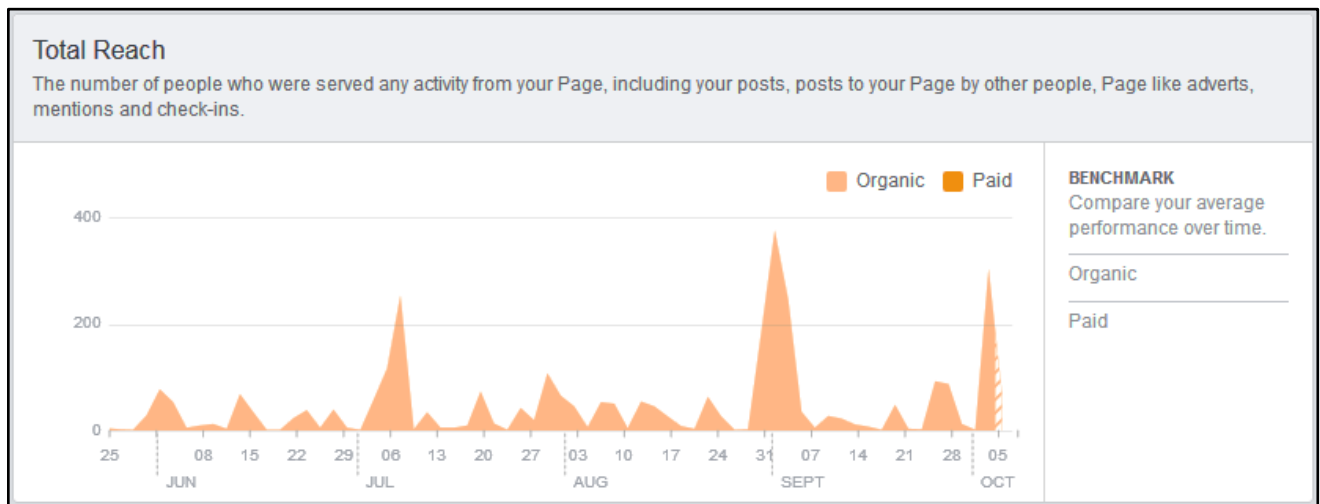 Total Reach
The number of people who were served any activity from your Page, including your posts, posts to your Page by other people, Page like adverts,
mentions and check-ins.
Organic Paid
BENCHMARK
Compare your average
performance over time.
Organic
Paid
400
200
0
25 08 15 22 29 06 13 20 27 03 10 17 24 31 07 14 21 28 05
JUN JUL AUG SEPT OCT